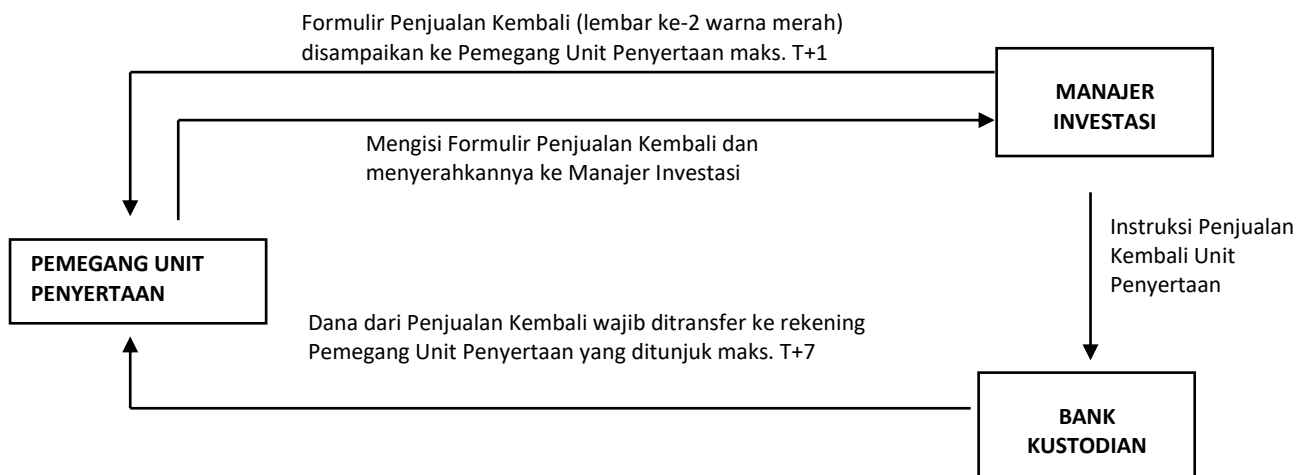 Formulir Penjualan Kembali (lembar ke-2 warna merah)
disampaikan ke Pemegang Unit Penyertaan maks. T+1
MANAJER
INVESTASI
Mengisi Formulir Penjualan Kembali dan
menyerahkannya ke Manajer Investasi
Instruksi Penjualan
Kembali Unit
Penyertaan
PEMEGANG UNIT
PENYERTAAN
Dana dari Penjualan Kembali wajib ditransfer ke rekening
Pemegang Unit Penyertaan yang ditunjuk maks. T+7
BANK
KUSTODIAN